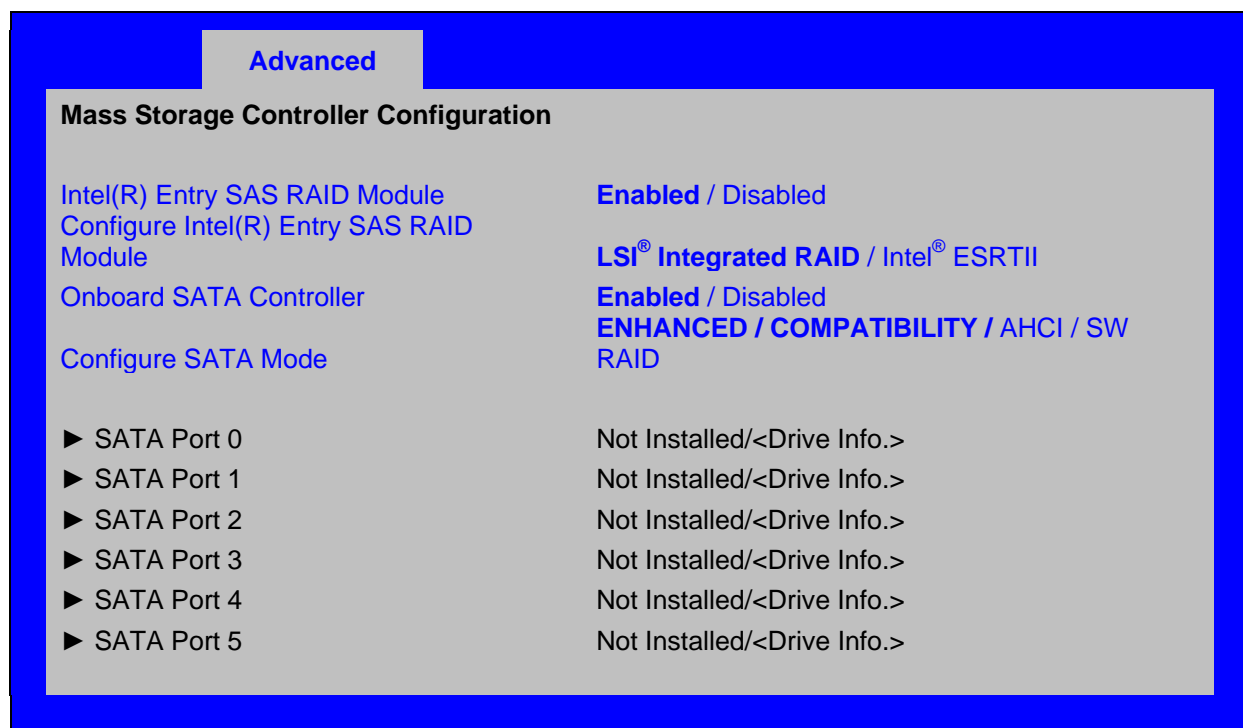 Advanced
Mass Storage Controller Configuration
Intel(R) Entry SAS RAID Module Enabled / Disabled
Configure Intel(R) Entry SAS RAID
Module LSI® Integrated RAID / Intel® ESRTII
Onboard SATA Controller Enabled / Disabled
ENHANCED / COMPATIBILITY / AHCI / SW
Configure SATA Mode RAID
► SATA Port 0 Not Installed/<Drive Info.>
► SATA Port 1 Not Installed/<Drive Info.>
► SATA Port 2 Not Installed/<Drive Info.>
► SATA Port 3 Not Installed/<Drive Info.>
► SATA Port 4 Not Installed/<Drive Info.>
► SATA Port 5 Not Installed/<Drive Info.>